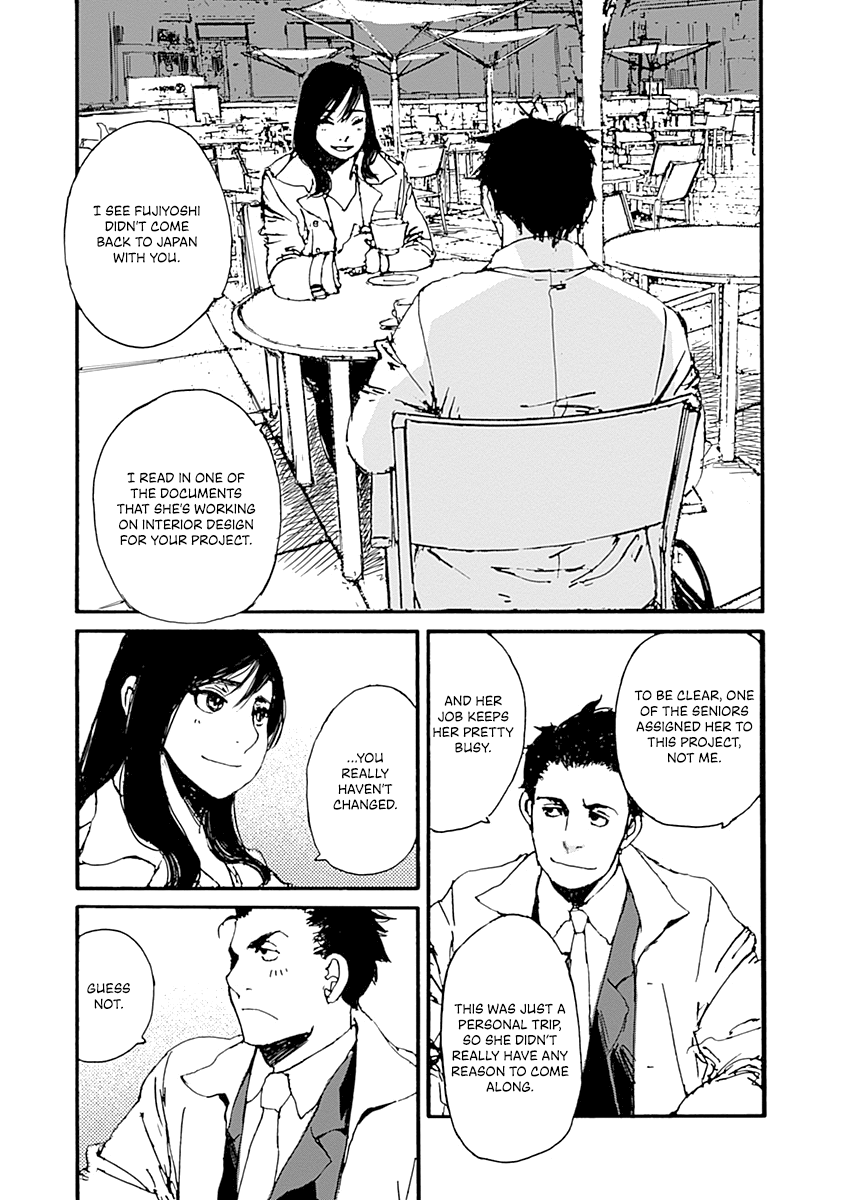 I SEE FUJIYOSHI
DIDN'T COME
BACK TO JAPAN
WITH YOU.
I READ IN ONE OF
THE DOCUMENTS
THAT SHE'S WORKING
ON INTERIOR DESIGN
FOR YOUR PROJECT.
TO BE CLEAR, ONE
OF THE SENIORS
ASSIGNED HER TO
THIS PROJECT,
NOT ME.
AND HER
JOB KEEPS
HER PRETTY
BUSY.
THIS WAS JUST A
PERSONAL TRIP,
SO SHE DIDN'T
REALLY HAVE ANY
REASON TO COME
ALONG.
...YOU
REALLY
HAVEN'T
CHANGED.
GUESS
NOT.